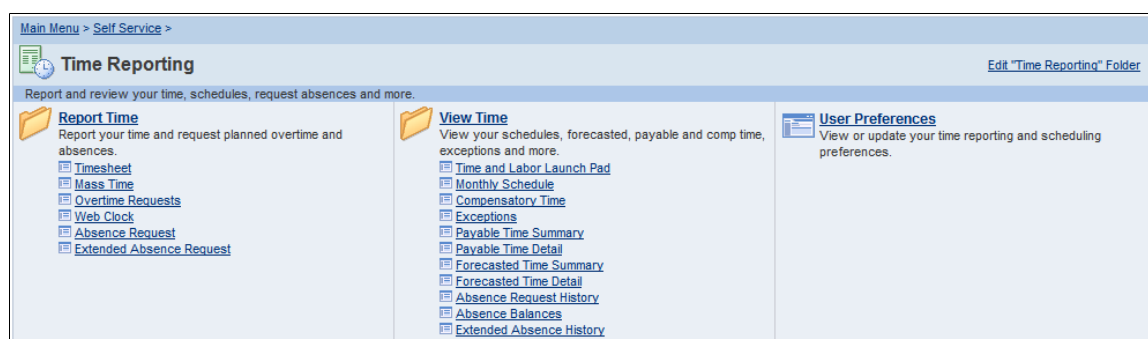 Main Menu > Self Service >
Time Reporting
Edit "Time Reporting" Folder
Report and review your time, schedules, request absences and more.
Report Time
Report your time and request planned overtime and
absences.
Timesheet
Mass Time
Overtime Requests
Web Clock
Absence Request
Extended Absence Request
View Time
View your schedules, forecasted, payable and comp time,
exceptions and more.
Time and Labor Launch Pad
Monthly Schedule
Compensatory Time
Exceptions
Payable Time Summary
Payable Time Detail
Forecasted Time Summary
Forecasted Time Detail
Absence Request History
Absence Balances
Extended Absence History
User Preferences
View or update your time reporting and scheduling
preferences.